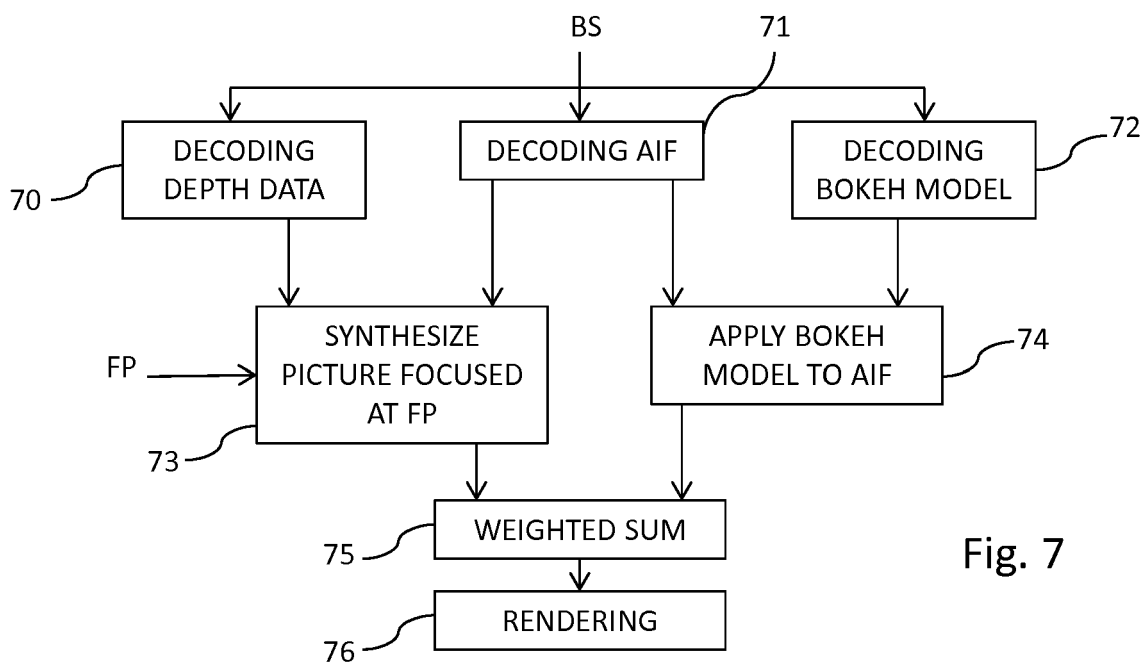 BS
71
DECODING
DEPTH DATA
70
DECODING AIF
DECODING
BOKEH MODEL
72
FP
SYNTHESIZE
PICTURE FOCUSED
AT FP
73
APPLY BOKEH
MODEL TO AIF
74
WEIGHTED SUM
75
RENDERING
76
Fig. 7